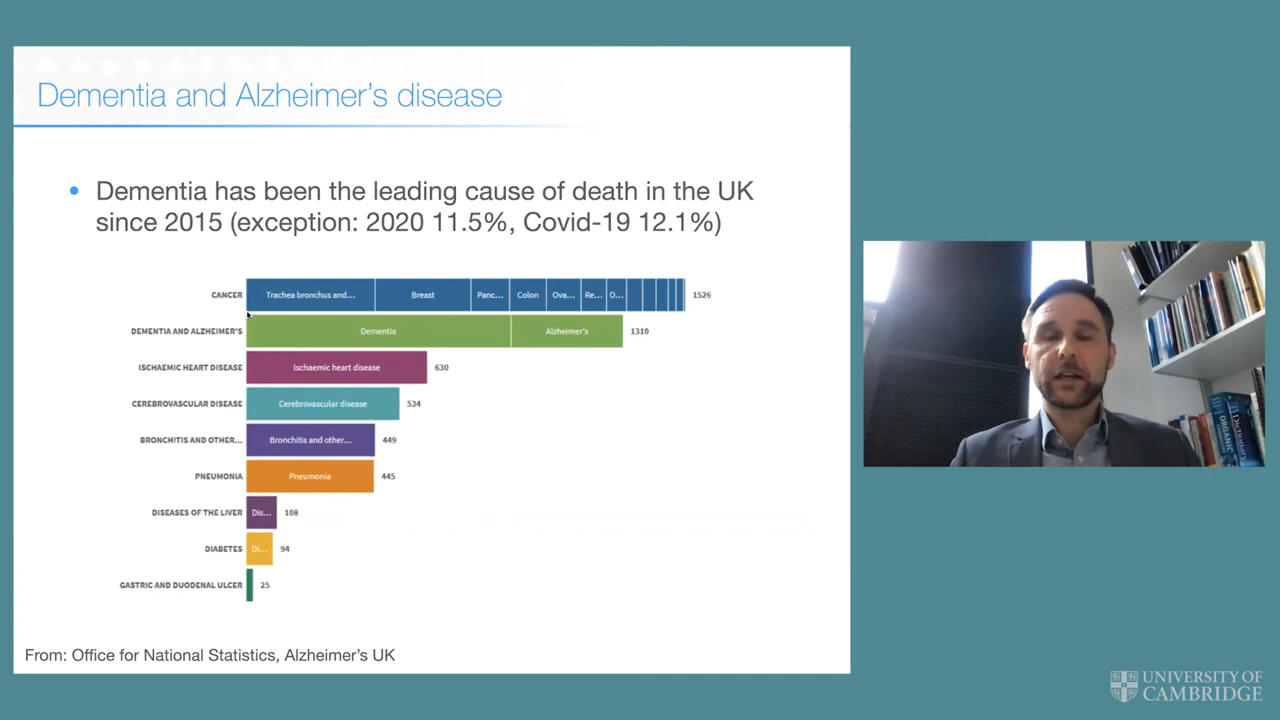 Dementia and Alzheimer's disease
• Dementia has been the leading cause of death in the UK
since 2015 (exception: 2020 11.5%, Covid-19 12.1%)
CANCER Trachea bronchus and... Breast Panc... Colon Ova... Re... O... 1526
DEMENTIA AND ALZHEIMER'S Dementia Alzheimer's 1310
ISCHAEMIC HEART DISEASE Ischaemic heart disease 630
CEREBROVASCULAR DISEASE Cerebrovascular disease 534
BRONCHITIS AND OTHER... Bronchitis and other... 449
PNEUMONIA Pneumonia 445
DISEASES OF THE LIVER Dis... 108
DIABETES Di... 94
GASTRIC AND DUODENAL ULCER 25
From: Office for National Statistics, Alzheimer's UK
ORGANIC
Dictionary
UNIVERSITY OF
CAMBRIDGE